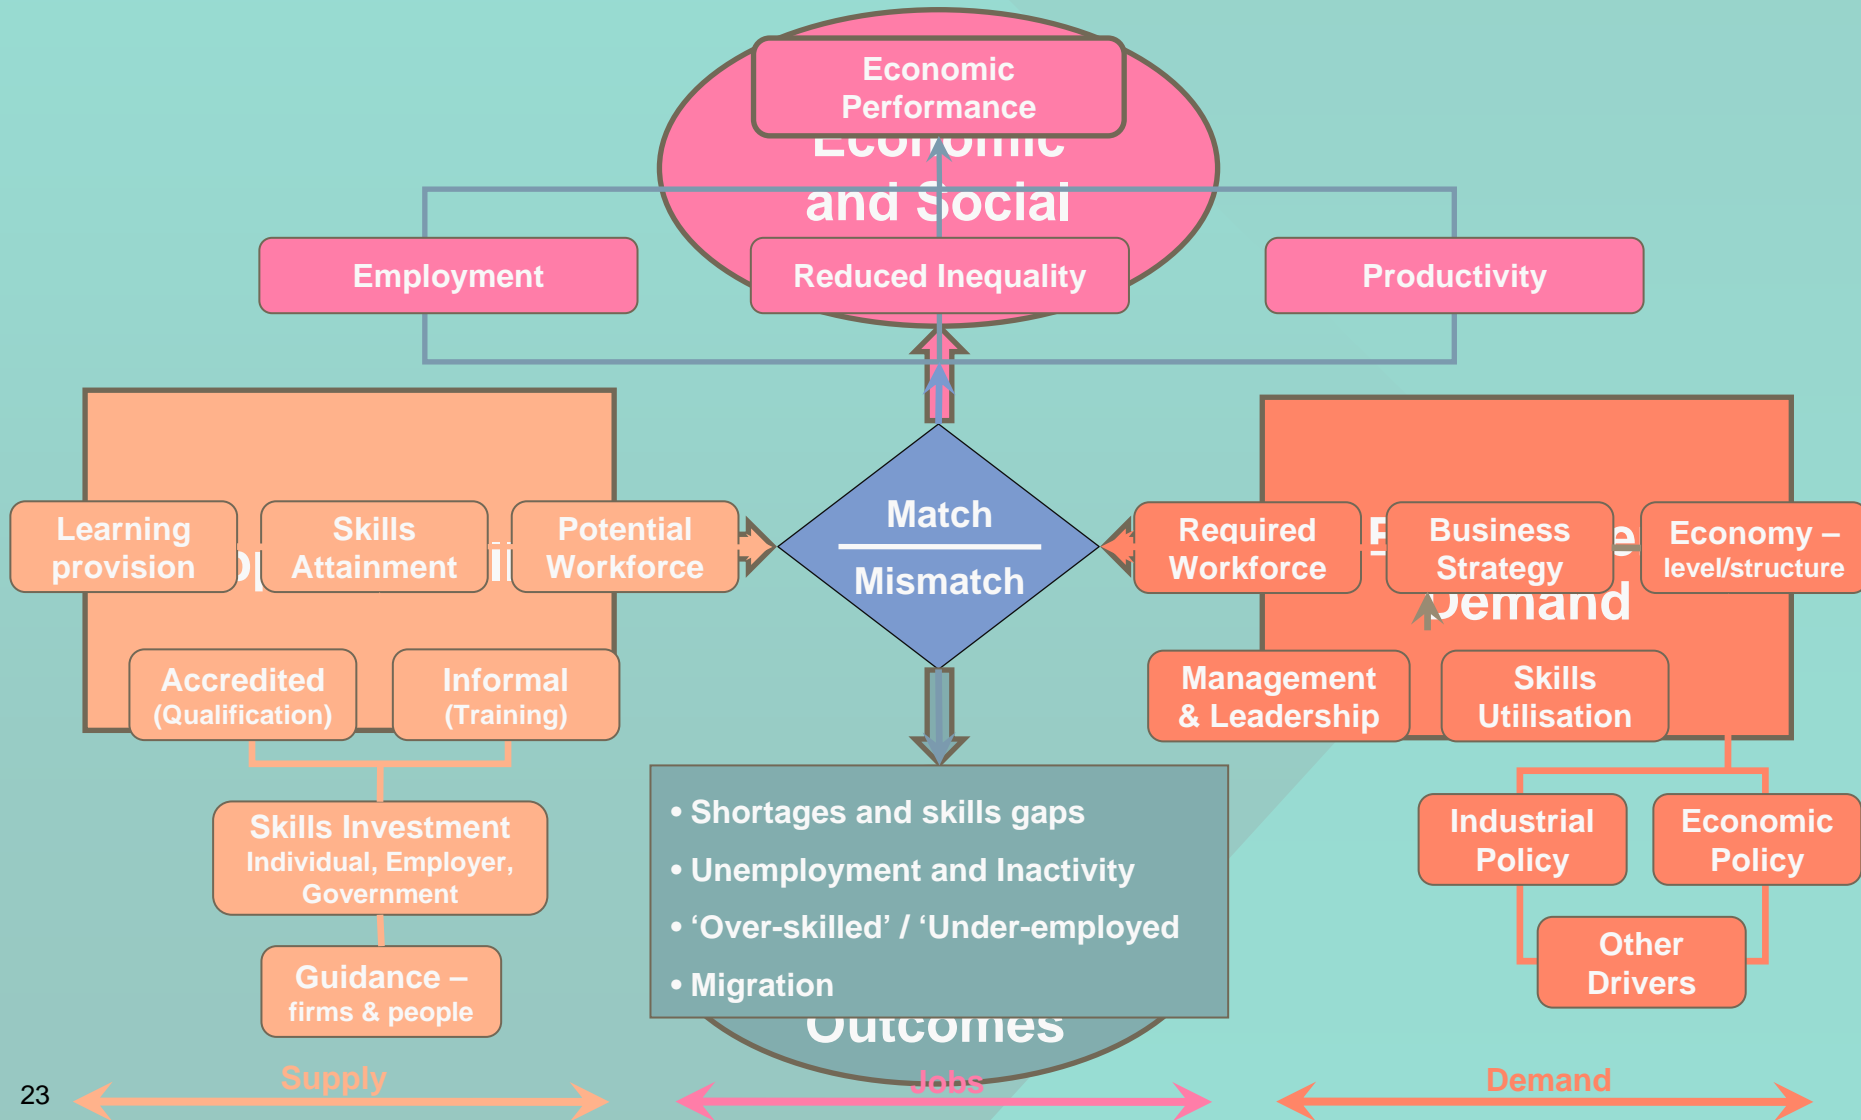 Economic
Performance
Economic
and Social
Employment
Reduced Inequality
Productivity
Learning
provision
Skills
Attainment
Potential
Workforce
Match
Mismatch
Required
Workforce
Business
Strategy
Economy –
level/structure
Demand
Accredited
(Qualification)
Informal
(Training)
Management
& Leadership
Skills
Utilisation
Skills Investment
Individual, Employer,
Government
Guidance –
firms & people
• Shortages and skills gaps
• Unemployment and Inactivity
• ‘Over-skilled’ / ‘Under-employed
• Migration
Outcomes
Industrial
Policy
Economic
Policy
Other
Drivers
Supply
Jobs
Demand
23